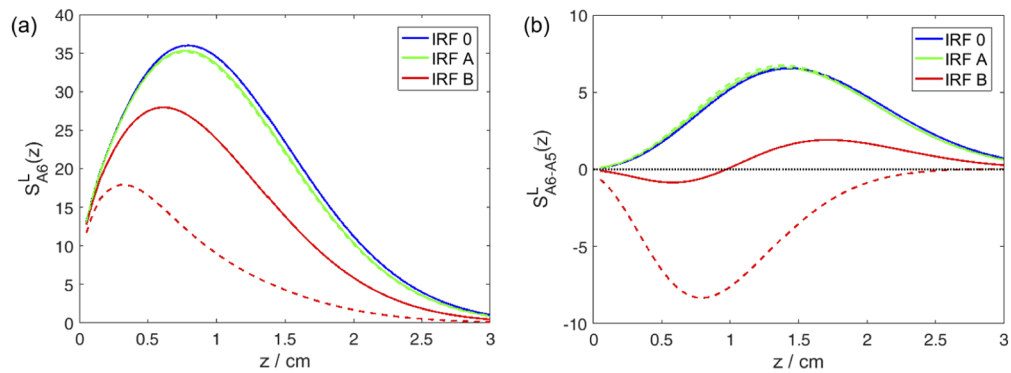 (a)
40
35
30
25
20
15
10
5
0
S^L_A6(z)
0 0.5 1 1.5 2 2.5 3
z / cm
IRF 0
IRF A
IRF B
(b)
10
5
0
-5
-10
S^L_A6-A5(z)
0 0.5 1 1.5 2 2.5 3
z / cm
IRF 0
IRF A
IRF B